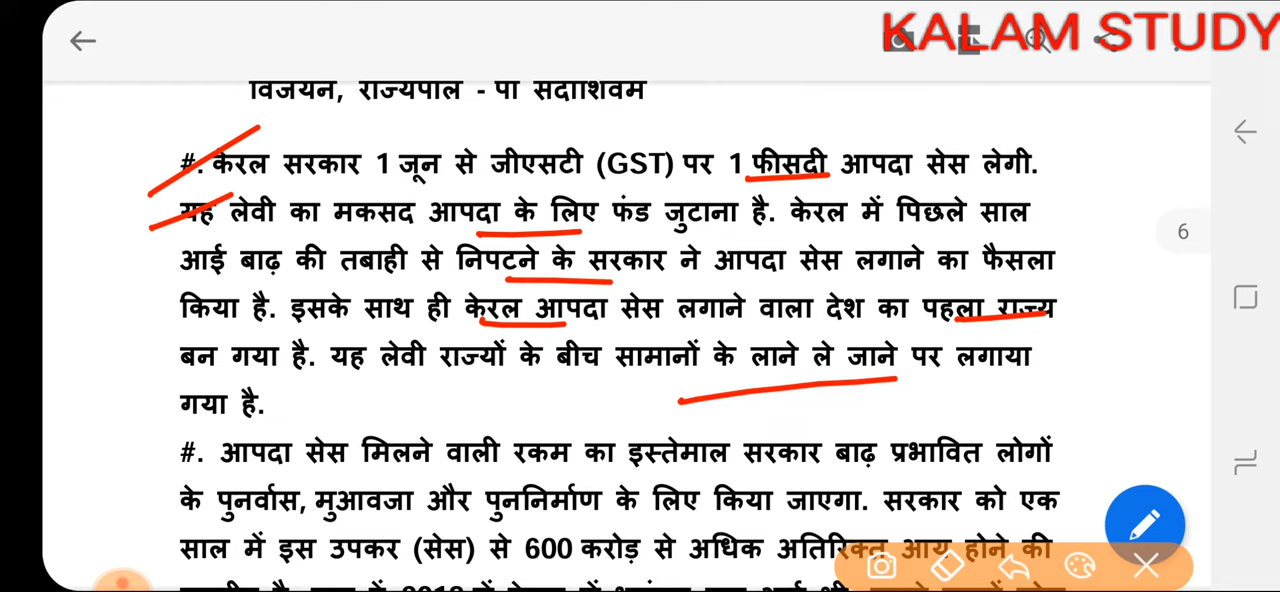 KALAM STUDY
विजयन, राज्यपाल - पी सदाशिवम
#. केरल सरकार 1 जून से जीएसटी (GST) पर 1 फीसदी आपदा सेस लेगी.
यह लेवी का मकसद आपदा के लिए फंड जुटाना है. केरल में पिछले साल
6
आई बाढ़ की तबाही से निपटने के सरकार ने आपदा सेस लगाने का फैसला
किया है. इसके साथ ही केरल आपदा सेस लगाने वाला देश का पहला राज्य
बन गया है. यह लेवी राज्यों के बीच सामानों के लाने ले जाने पर लगाया
गया है.
#. आपदा सेस मिलने वाली रकम का इस्तेमाल सरकार बाढ़ प्रभावित लोगों
के पुनर्वास, मुआवजा और पुननिर्माण के लिए किया जाएगा. सरकार को एक
साल में इस उपकर (सेस) से 600 करोड़ से अधिक अतिरिक्त आय होने की